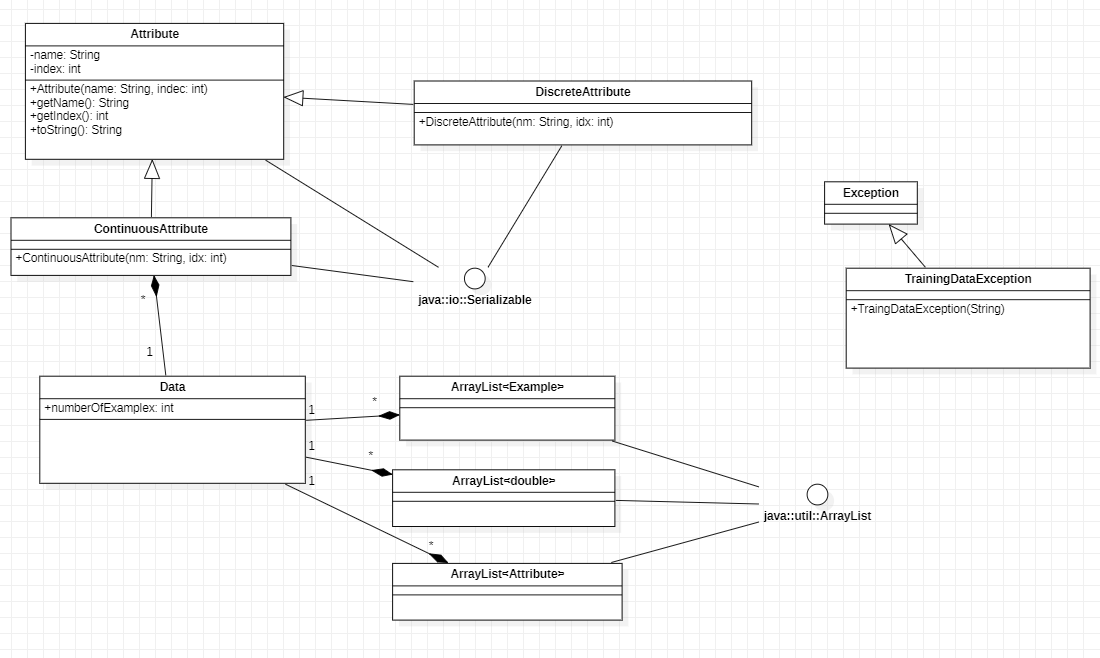 Attribute
-name: String
-index: int
+Attribute(name: String, indec: int)
+getName(): String
+getIndex(): int
+toString(): String
DiscreteAttribute
+DiscreteAttribute(nm: String, idx: int)
Exception
ContinuousAttribute
+ContinuousAttribute(nm: String, idx: int)
java::io::Serializable
TrainingDataException
+TraingDataException(String)
*
1
Data
+numberOfExamplex: int
ArrayList<Example>
1
*
ArrayList<double>
1
*
ArrayList<Attribute>
1
*
java::util::ArrayList